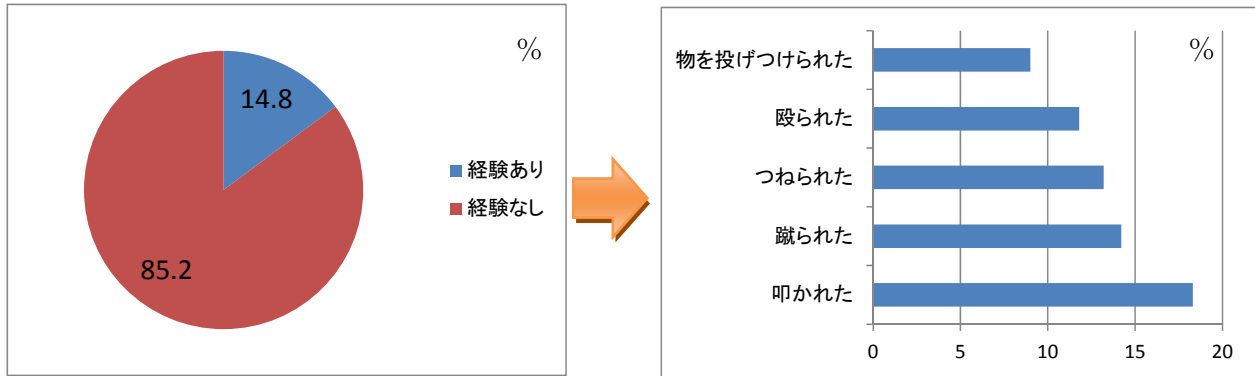 %
14.8
85.2
経験あり
経験なし
%
物を投げつけられた
殴られた
つねられた
蹴られた
叩かれた
0 5 10 15 20